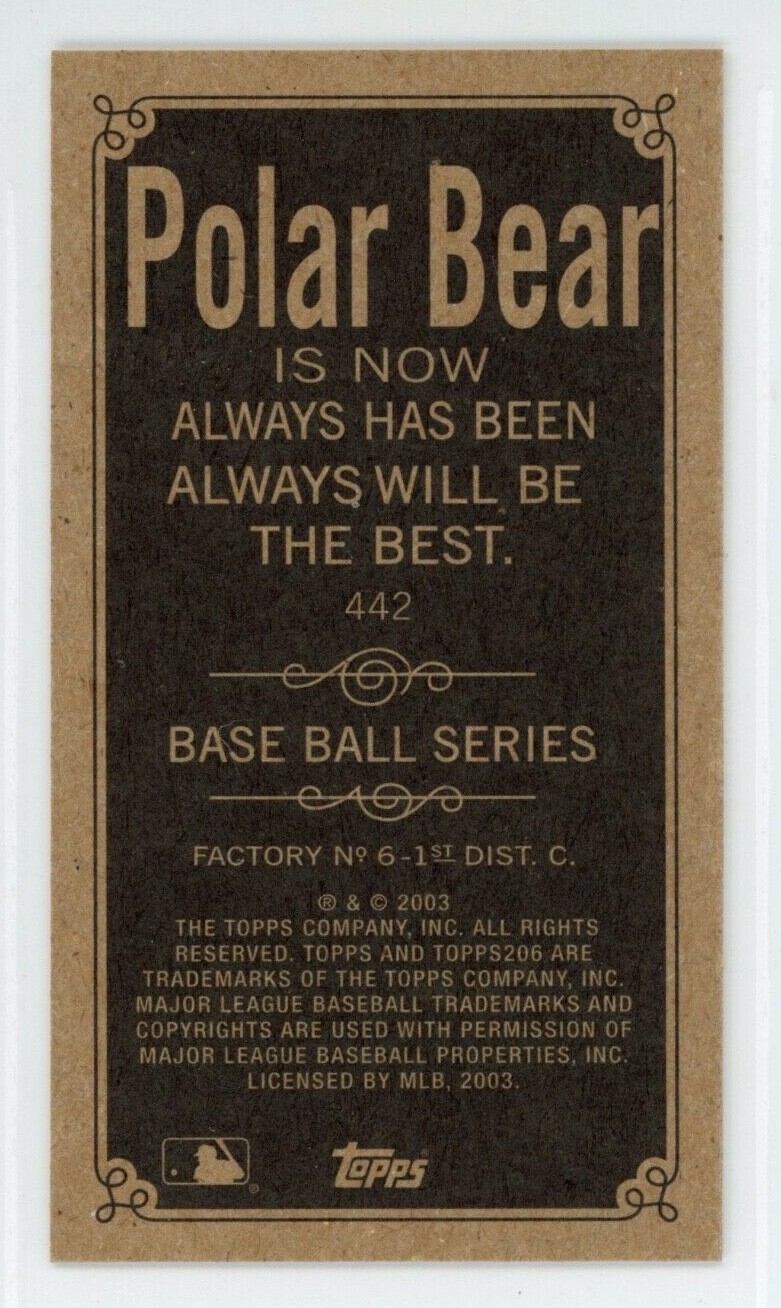 Polar Bear
IS NOW
ALWAYS HAS BEEN
ALWAYS WILL BE
THE BEST.
442
BASE BALL SERIES
FACTORY Nº 6-1ST DIST. C.
® & © 2003
THE TOPPS COMPANY, INC. ALL RIGHTS
RESERVED. TOPPS AND TOPPS206 ARE
TRADEMARKS OF THE TOPPS COMPANY, INC.
MAJOR LEAGUE BASEBALL TRADEMARKS AND
COPYRIGHTS ARE USED WITH PERMISSION OF
MAJOR LEAGUE BASEBALL PROPERTIES, INC.
LICENSED BY MLB, 2003.
® topps